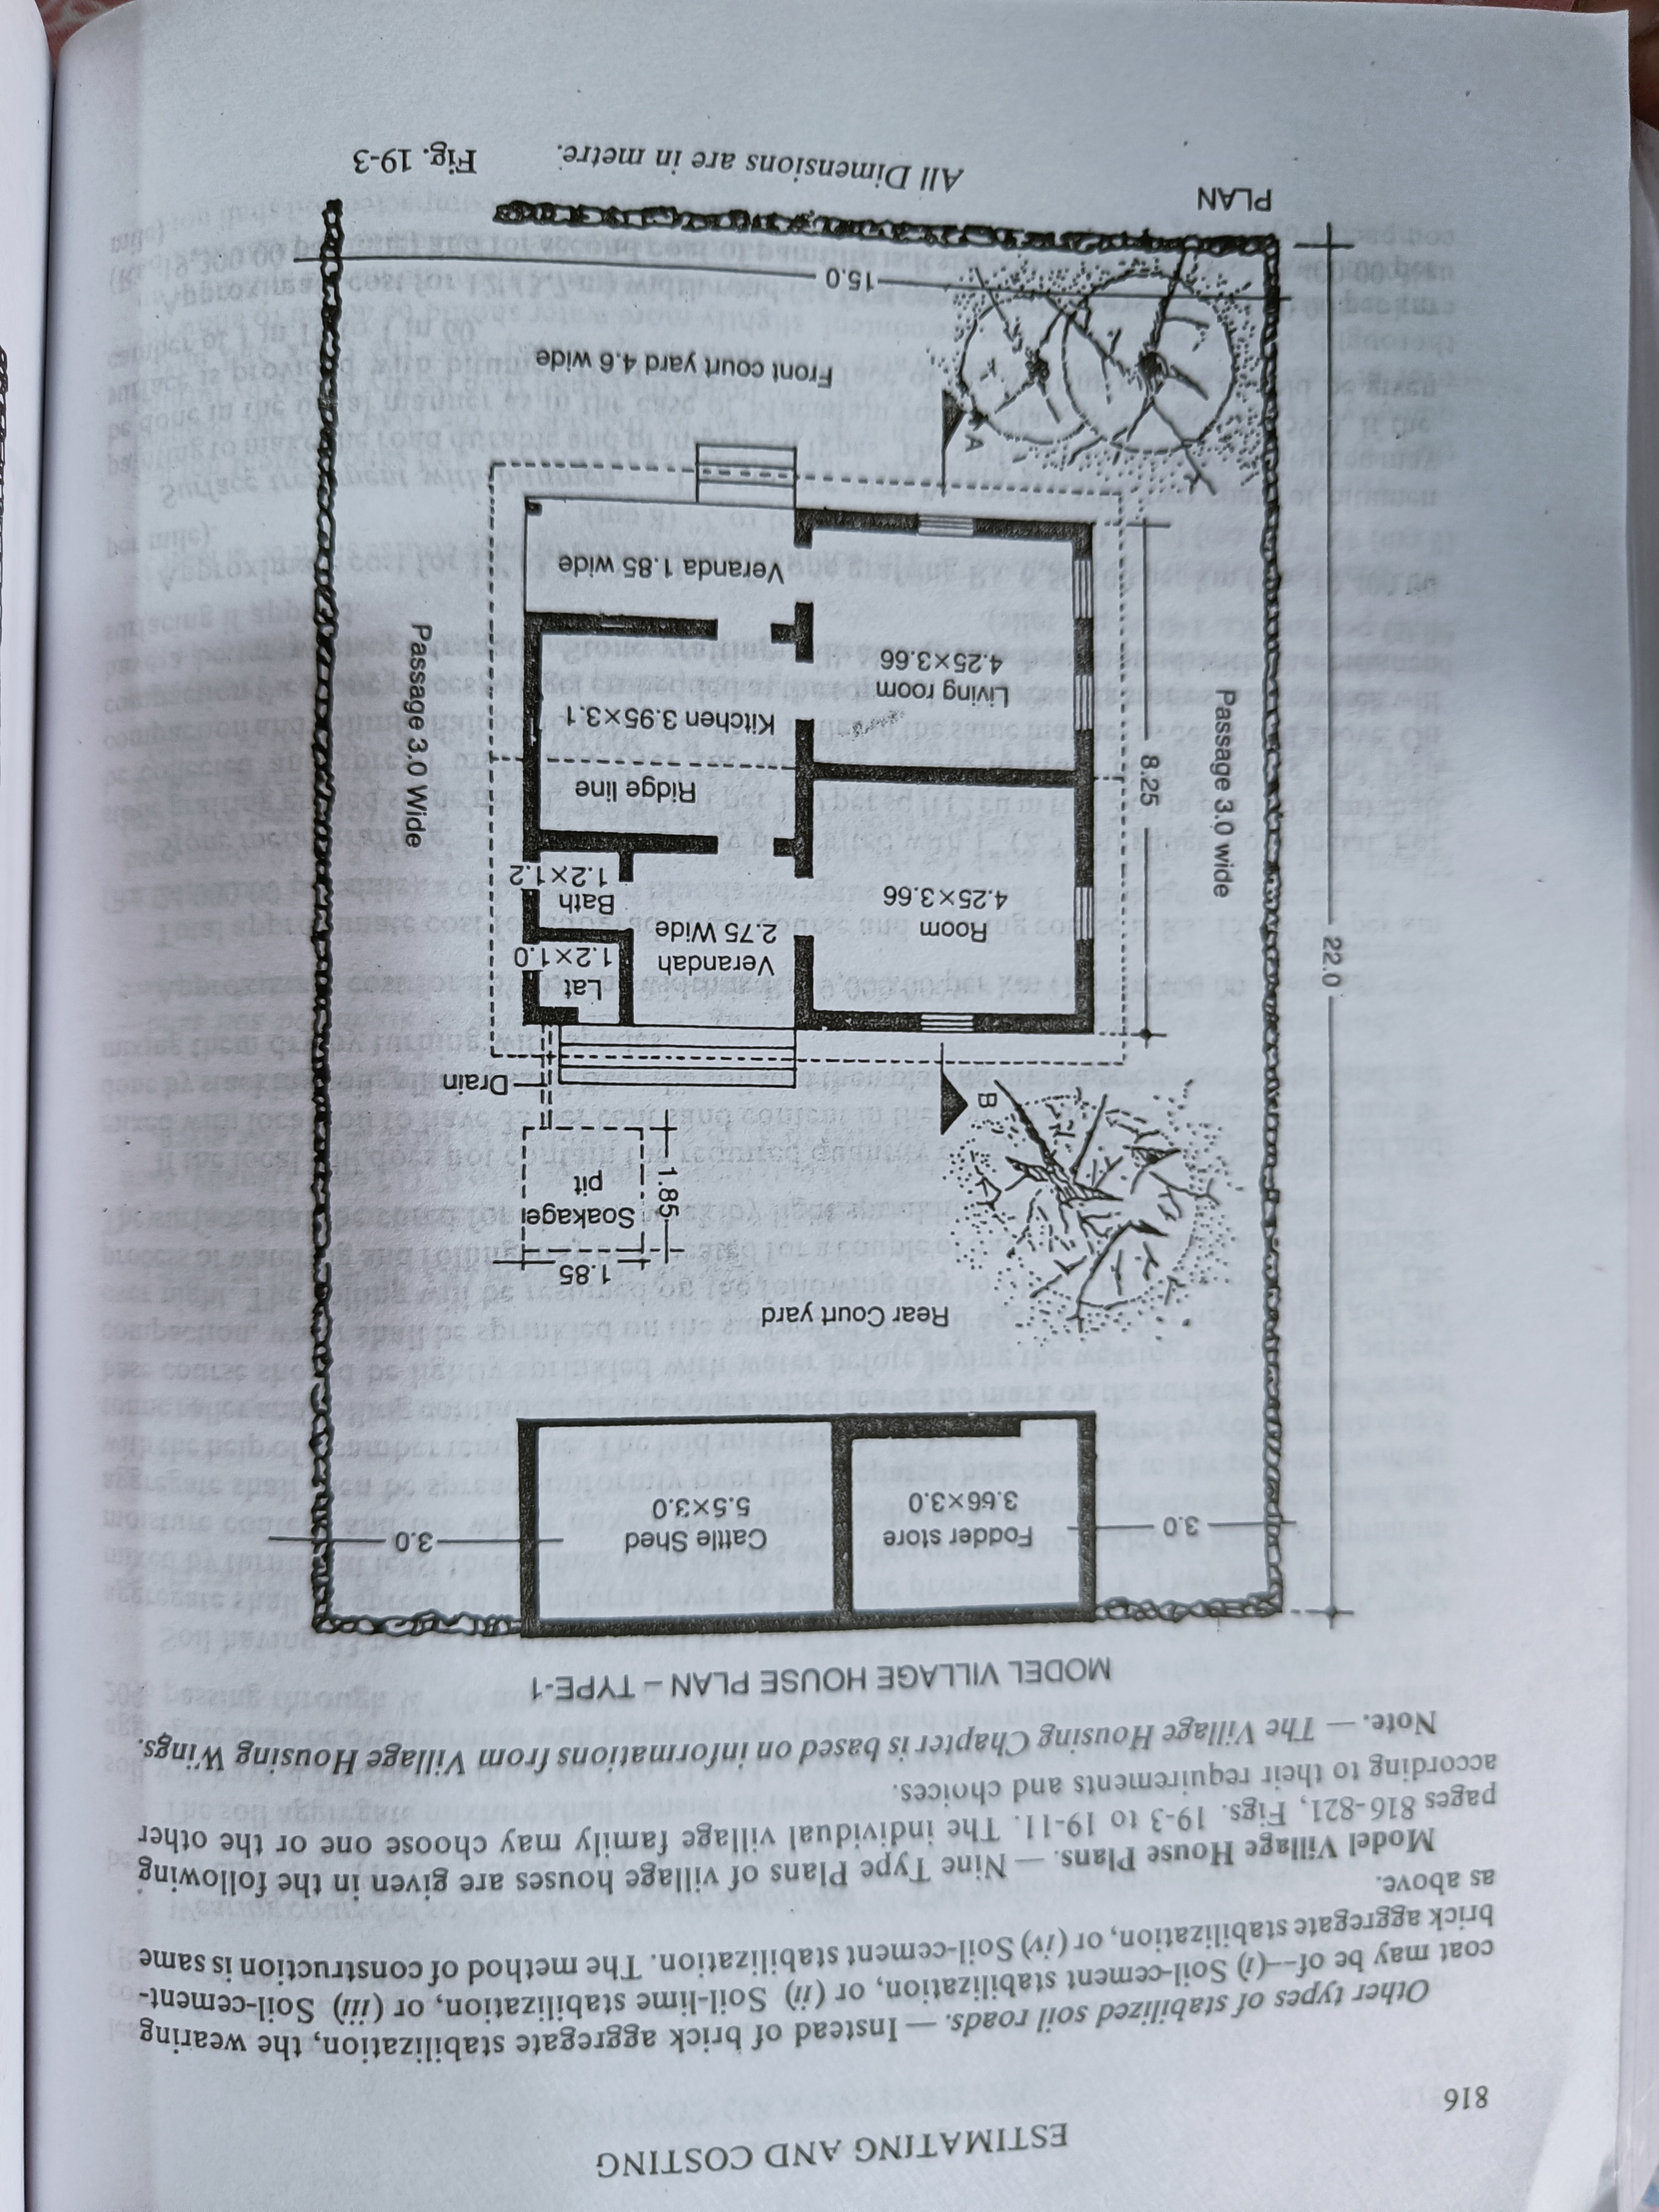 816
ESTIMATING AND COSTING
Other types of stabilized soil roads. — Instead of brick aggregate stabilization, the wearing
coat may be of—(i) Soil-cement stabilization, or (ii) Soil-lime stabilization, or (iii) Soil-cement-
brick aggregate stabilization, or (iv) Soil-cement stabilization. The method of construction is same
as above.
Model Village House Plans. — Nine Type Plans of village houses are given in the following
pages 816-821, Figs. 19-3 to 19-11. The individual village family may choose one or the other
according to their requirements and choices.
Note. — The Village Housing Chapter is based on informations from Village Housing Wings.
MODEL VILLAGE HOUSE PLAN – TYPE-1
3.0
Fodder store
3.66×3.0
Cattle Shed
5.5×3.0
3.0
Rear Court yard
1.85
Soakage
pit
1.85
B
Drain
22.0
Passage 3.0 wide
8.25
Room
4.25×3.66
Verandah
2.75 Wide
Lat
1.2×1.0
Bath
1.2×1.2
Ridge line
Living room
4.25×3.66
Kitchen 3.95×3.1
Passage 3.0 Wide
Veranda 1.85 wide
A
Front court yard 4.6 wide
15.0
PLAN
All Dimensions are in metre.
Fig. 19-3